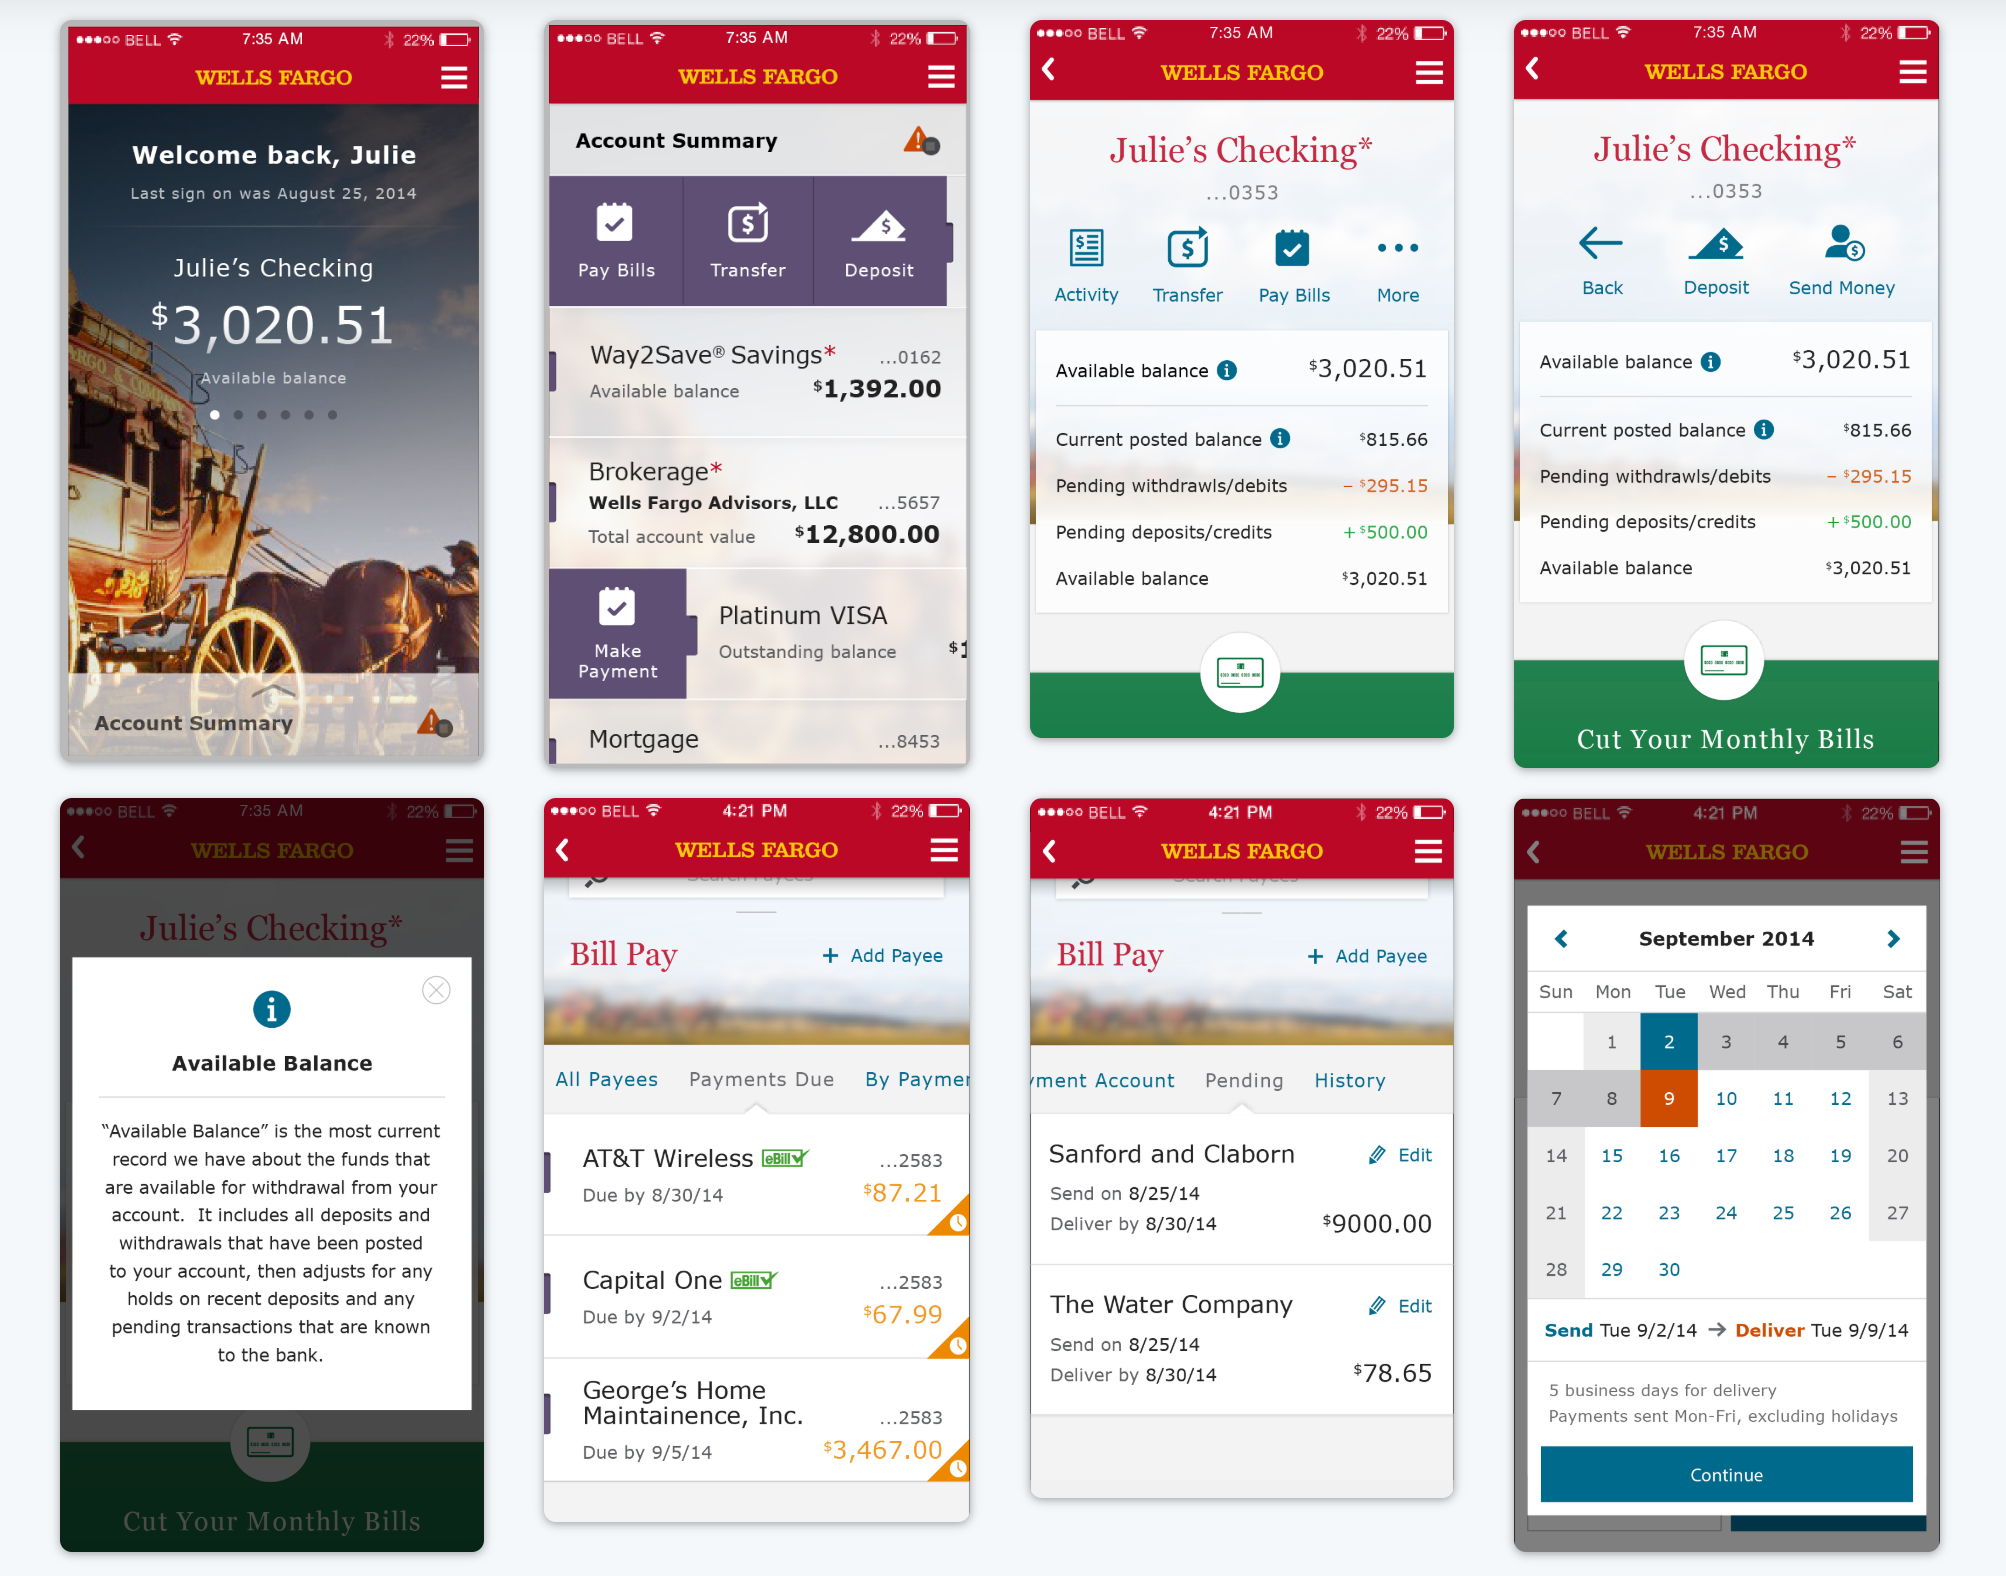 BELL 7:35 AM 22%
WELLS FARGO
Welcome back, Julie
Last sign on was August 25, 2014
Julie’s Checking
$3,020.51
Available balance
Account Summary
BELL 7:35 AM 22%
WELLS FARGO
Account Summary
Pay Bills Transfer Deposit
Way2Save® Savings* ...0162
Available balance $1,392.00
Brokerage*
Wells Fargo Advisors, LLC ...5657
Total account value $12,800.00
Make
Payment
Platinum VISA
Outstanding balance
Mortgage ...8453
BELL 7:35 AM 22%
WELLS FARGO
Julie’s Checking*
...0353
Activity Transfer Pay Bills More
Available balance $3,020.51
Current posted balance $815.66
Pending withdrawls/debits – $295.15
Pending deposits/credits + $500.00
Available balance $3,020.51
BELL 7:35 AM 22%
WELLS FARGO
Julie’s Checking*
...0353
Back Deposit Send Money
Available balance $3,020.51
Current posted balance $815.66
Pending withdrawls/debits – $295.15
Pending deposits/credits + $500.00
Available balance $3,020.51
Cut Your Monthly Bills
BELL 7:35 AM 22%
WELLS FARGO
Julie’s Checking*
Available Balance
“Available Balance” is the most current
record we have about the funds that
are available for withdrawal from your
account. It includes all deposits and
withdrawals that have been posted
to your account, then adjusts for any
holds on recent deposits and any
pending transactions that are known
to the bank.
Cut Your Monthly Bills
BELL 4:21 PM 22%
WELLS FARGO
Search Payees
Bill Pay + Add Payee
All Payees Payments Due By Paymen
AT&T Wireless eBill ...2583
Due by 8/30/14 $87.21
Capital One eBill ...2583
Due by 9/2/14 $67.99
George’s Home
Maintainence, Inc. ...2583
Due by 9/5/14 $3,467.00
BELL 4:21 PM 22%
WELLS FARGO
Search Payees
Bill Pay + Add Payee
yment Account Pending History
Sanford and Claborn Edit
Send on 8/25/14
Deliver by 8/30/14 $9000.00
The Water Company Edit
Send on 8/25/14
Deliver by 8/30/14 $78.65
BELL 4:21 PM 22%
WELLS FARGO
September 2014
Sun Mon Tue Wed Thu Fri Sat
1 2 3 4 5 6
7 8 9 10 11 12 13
14 15 16 17 18 19 20
21 22 23 24 25 26 27
28 29 30
Send Tue 9/2/14 → Deliver Tue 9/9/14
5 business days for delivery
Payments sent Mon-Fri, excluding holidays
Continue